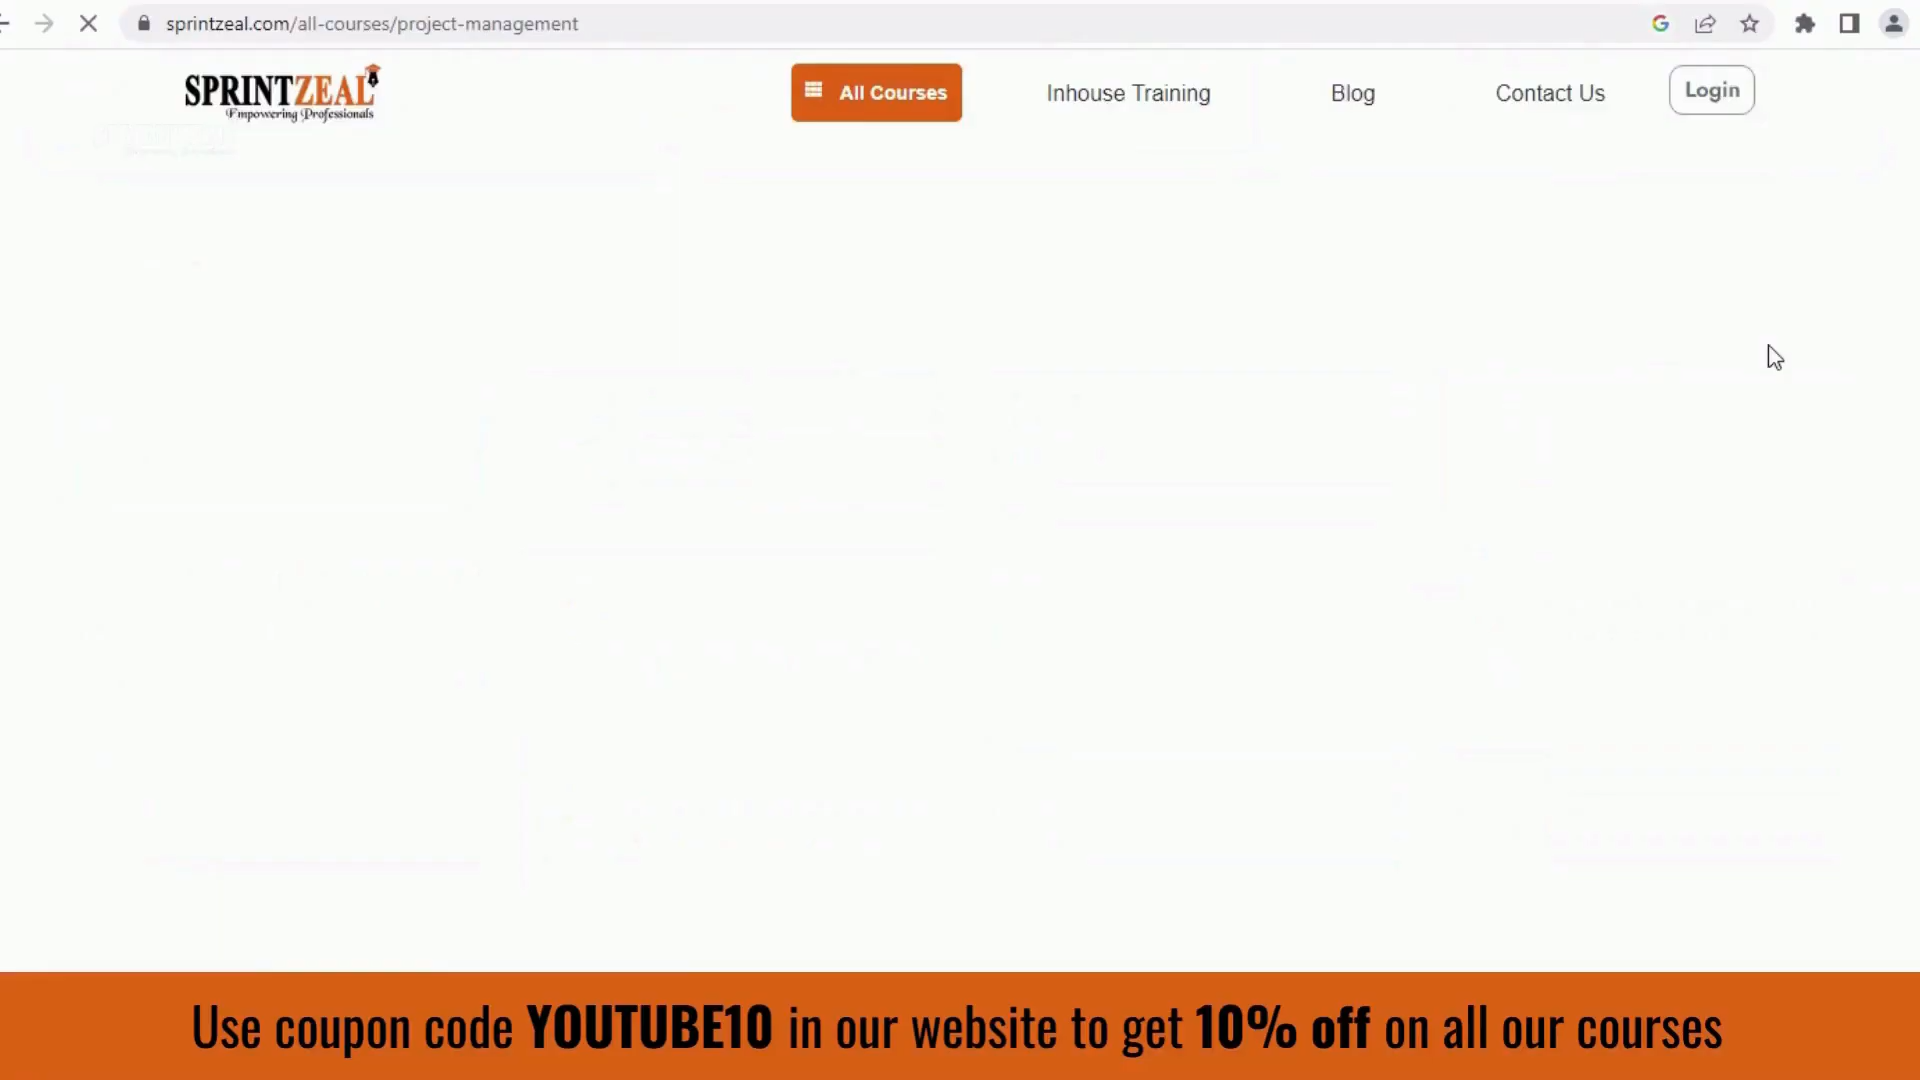 sprintzeal.com/all-courses/project-management
SPRINTZEAL
Empowering Professionals
All Courses
Inhouse Training
Blog
Contact Us
Login
Use coupon code YOUTUBE10 in our website to get 10% off on all our courses